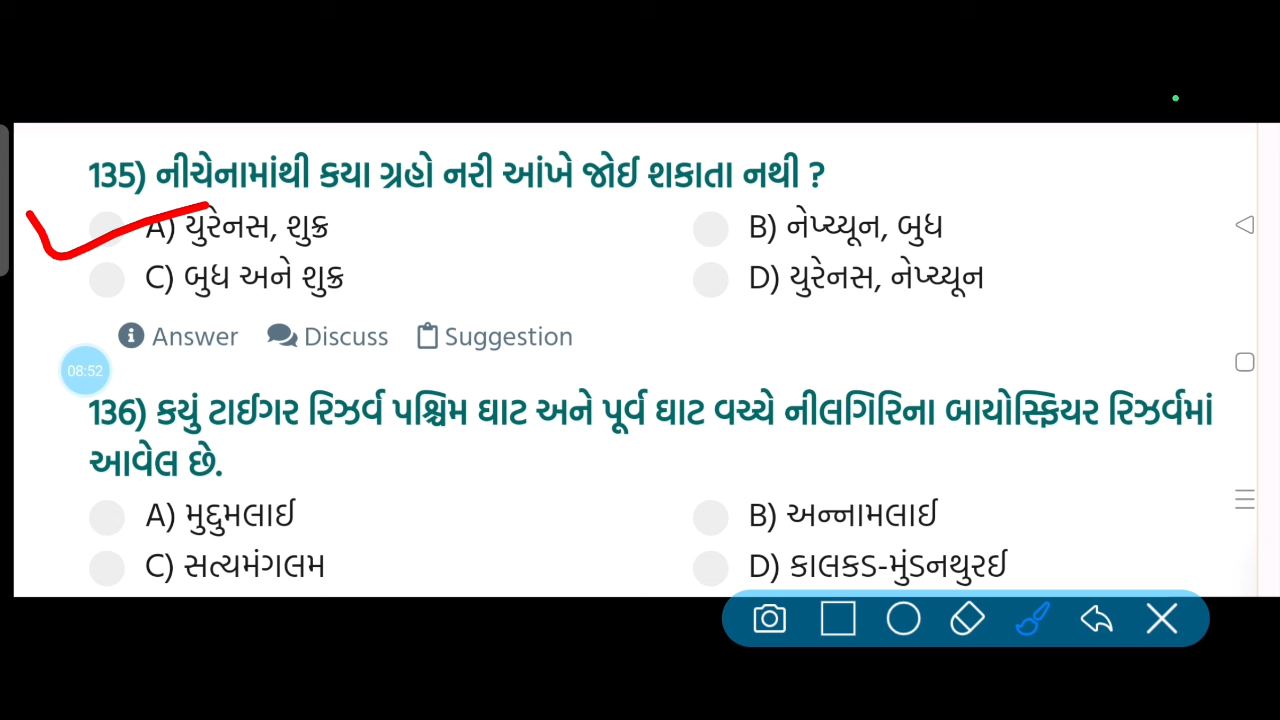 135) નીચેનામાંથી કયા ગ્રહો નરી આંખે જોઈ શકાતા નથી ?
A) યુરેનસ, શુક્ર
B) નેપ્ચ્યૂન, બુધ
C) બુધ અને શુક્ર
D) યુરેનસ, નેપ્ચ્યૂન
Answer Discuss Suggestion
08:52
136) કયું ટાઈગર રિઝર્વ પશ્ચિમ ઘાટ અને પૂર્વ ઘાટ વચ્ચે નીલગિરિના બાયોસ્ફિયર રિઝર્વમાં
આવેલ છે.
A) મુદ્દુમલાઈ
B) અન્નામલાઈ
C) સત્યમંગલમ
D) કાલકડ-મુંડનથુરઈ